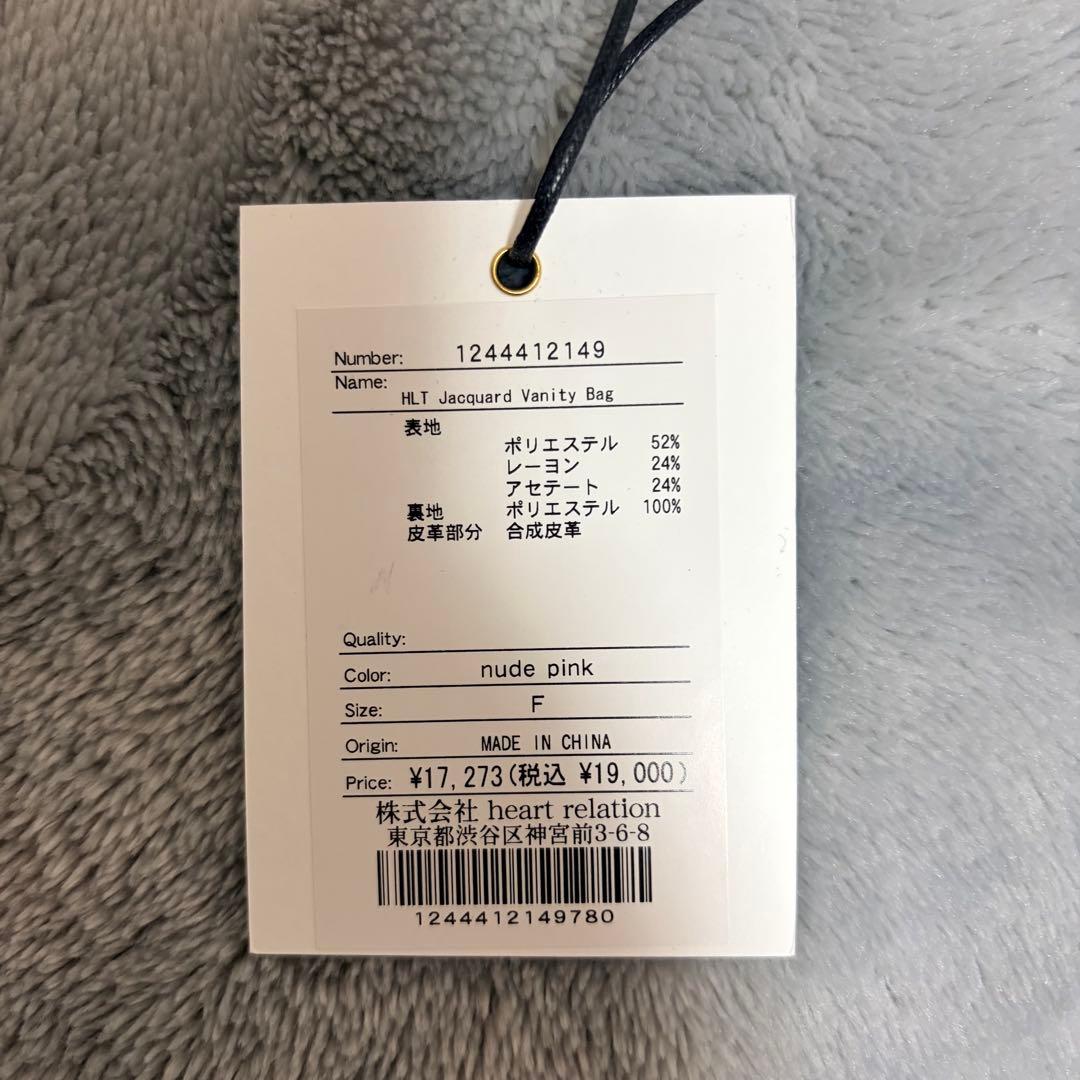 Number: 1244412149
Name: HLT Jacquard Vanity Bag
表地
ポリエステル 52%
レーヨン 24%
アセテート 24%
裏地 ポリエステル 100%
皮革部分 合成皮革
Quality:
Color: nude pink
Size: F
Origin: MADE IN CHINA
Price: ¥17,273(税込 ¥19,000)
株式会社 heart relation
東京都渋谷区神宮前3-6-8
1244412149780